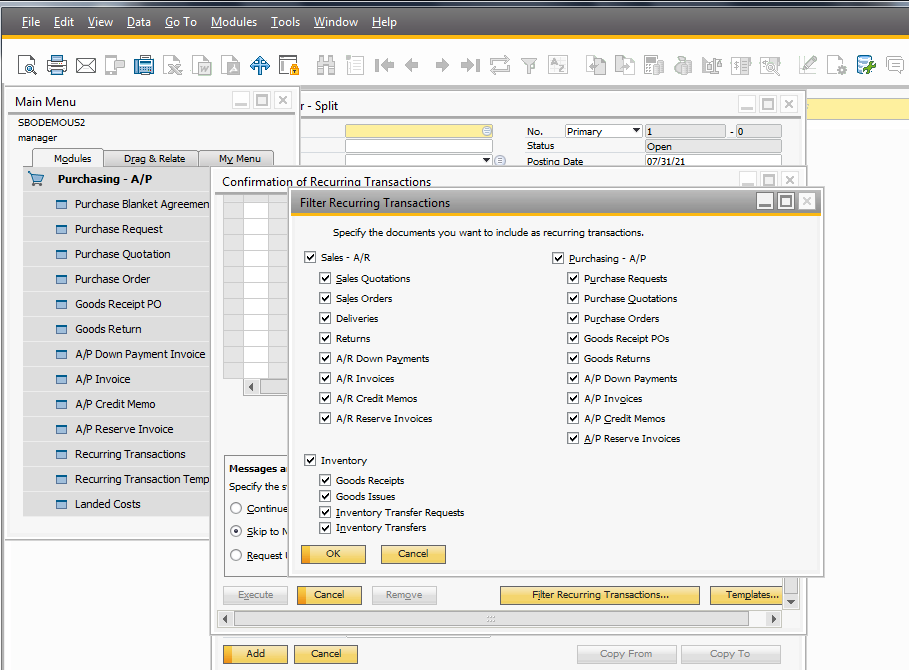 File Edit View Data Go To Modules Tools Window Help
Main Menu
SBODEMOUS2
manager
Modules Drag & Relate My Menu
Purchasing - A/P
Purchase Blanket Agreemen
Purchase Request
Purchase Quotation
Purchase Order
Goods Receipt PO
Goods Return
A/P Down Payment Invoice
A/P Invoice
A/P Credit Memo
A/P Reserve Invoice
Recurring Transactions
Recurring Transaction Temp
Landed Costs
r - Split
No. Primary 1 - 0
Status Open
Posting Date 07/31/21
Confirmation of Recurring Transactions
Filter Recurring Transactions
Specify the documents you want to include as recurring transactions.
Sales - A/R
Sales Quotations
Sales Orders
Deliveries
Returns
A/R Down Payments
A/R Invoices
A/R Credit Memos
A/R Reserve Invoices
Purchasing - A/P
Purchase Requests
Purchase Quotations
Purchase Orders
Goods Receipt POs
Goods Returns
A/P Down Payments
A/P Invoices
A/P Credit Memos
A/P Reserve Invoices
Inventory
Goods Receipts
Goods Issues
Inventory Transfer Requests
Inventory Transfers
OK Cancel
Messages a
Specify the s
Continue
Skip to N
Request
Execute Cancel Remove Filter Recurring Transactions... Templates...
Add Cancel Copy From Copy To